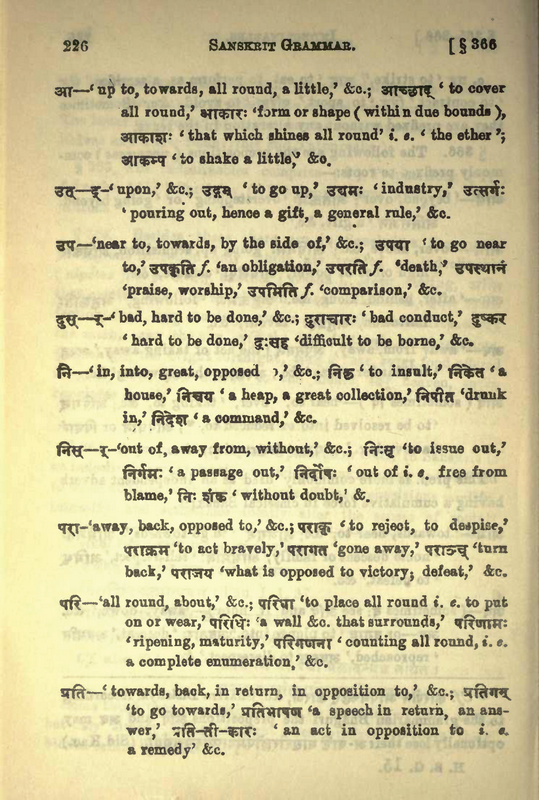 226 SANSKRIT GRAMMAR. [ § 366
आ—‘up to, towards, all round, a little,’ &c.; आच्छाद् ‘ to cover
all round,’ आकारः ‘form or shape ( within due bounds ),
आकाशः ‘ that which shines all round’ i. e. ‘ the ether ’;
आकम्प ‘ to shake a little,’ &c.
उत्—द्—‘upon,’ &c.; उद्गम् ‘ to go up,’ उद्यमः ‘industry,’ उत्सर्गः
‘ pouring out, hence a gift, a general rule,’ &c.
उप—‘near to, towards, by the side of,’ &c.; उपया ‘ to go near
to,’ उपकृति f. ‘an obligation,’ उपरति f. ‘death,’ उपस्थानं
‘praise, worship,’ उपमिति f. ‘comparison,’ &c.
दुस्—र्—‘ bad, hard to be done,’ &c.; दुराचारः ‘ bad conduct,’ दुष्कर
‘ hard to be done,’ दुःसह ‘difficult to be borne,’ &c.
नि—‘in, into, great, opposed ,’ &c.; निकृ ‘ to insult,’ निकेत ‘a
house,’ निचय ‘ a heap, a great collection,’ निपीत ‘drunk
in,’ निदेश ‘ a command,’ &c.
निस्—र्—‘out of, away from, without,’ &c.; निःसृ ‘to issue out,’
निर्गमः ‘ a passage out,’ निर्दोषः ‘ out of i. e. free from
blame,’ निः शंक ‘ without doubt,’ &.
परा—‘away, back, opposed to,’ &c.; पराकृ ‘ to reject, to despise,’
पराक्रम ‘to act bravely,’ परागत ‘gone away,’ पराञ्च् ‘turn
back,’ पराजय ‘what is opposed to victory; defeat,’ &c.
परि—‘all round, about,’ &c.; परिधा ‘to place all round i. e. to put
on or wear,’ परिधिः ‘a wall &c. that surrounds,’ परिणामः
‘ripening, maturity,’ परिगणना ‘ counting all round, i. e.
a complete enumeration,’ &c.
प्रति—‘ towards, back, in return, in opposition to,’ &c.; प्रतिगम्
‘to go towards,’ प्रतिभाषण ‘a speech in return, an ans-
wer,’ प्रति-ती-कारः ‘ an act in opposition to i. e.
a remedy’ &c.